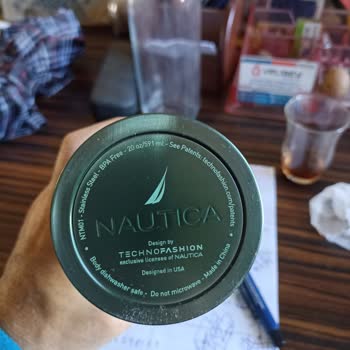 NTM01 - Stainless Steel - BPA Free - 20 oz/591 mL - See Patents: technofashion.com/patents
NAUTICA
Design by
TECHNOFASHION
exclusive licensee of NAUTICA
Designed in USA
Body dishwasher safe - Do not microwave - Made in China